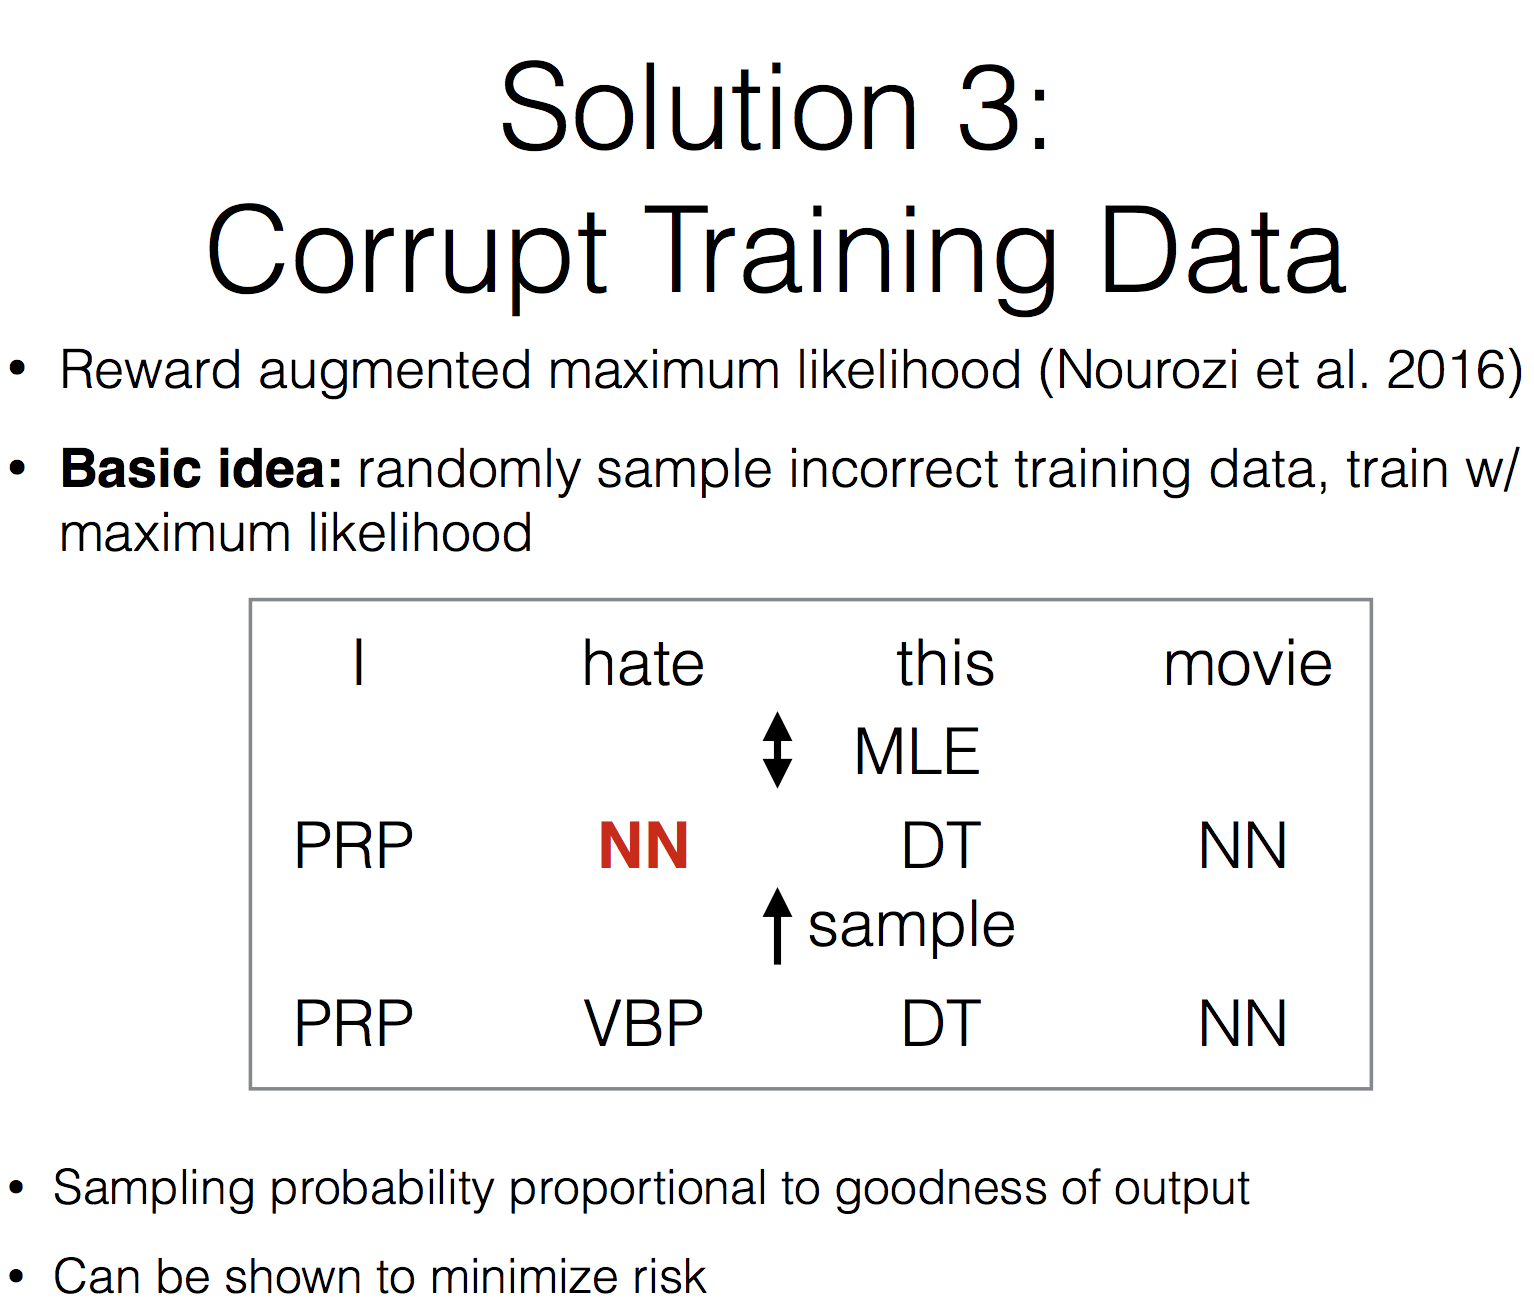 Solution 3:
Corrupt Training Data
• Reward augmented maximum likelihood (Nourozi et al. 2016)
• Basic idea: randomly sample incorrect training data, train w/
maximum likelihood
I hate this movie
MLE
PRP NN DT NN
sample
PRP VBP DT NN
• Sampling probability proportional to goodness of output
• Can be shown to minimize risk